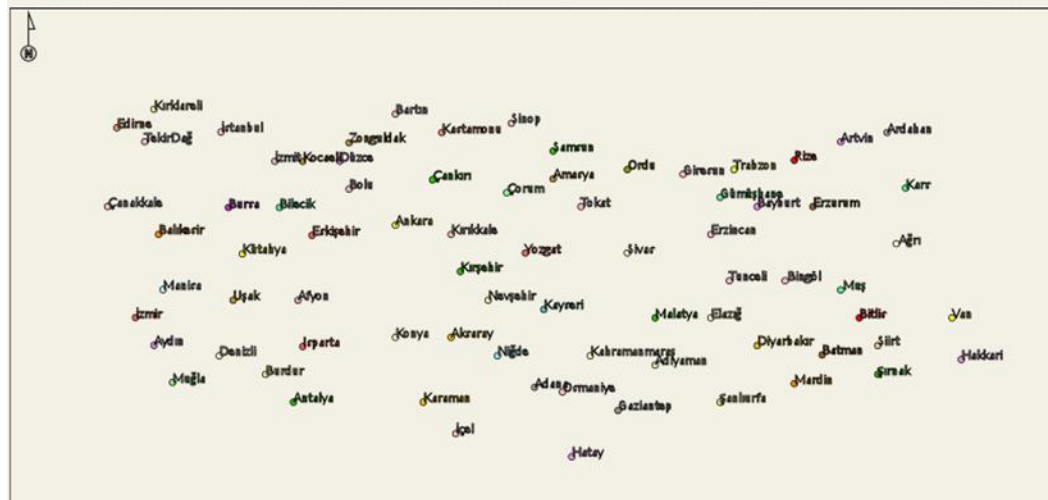 N
Kırklareli
Bartın
Sinop
Edirne
İstanbul
Kastamonu
Ardahan
TekirDağ
Zonguldak
Artvin
Samsun
İzmit
Kocaeli
Düzce
Rize
Ordu
Trabzon
Giresun
Çankırı
Amasya
Bolu
Karr
Çorum
Gümüşhane
Çanakkale
Bursa
Bilecik
Tokat
Bayburt
Erzurum
Ankara
Balıkesir
Eskişehir
Kırıkkale
Erzincan
Ağrı
Kütahya
Yozgat
Sivas
Kırşehir
Tunceli
Bingöl
Manisa
Muş
Uşak
Afyon
Nevşehir
Kayseri
İzmir
Malatya
Elazığ
Bitlis
Van
Konya
Aksaray
Aydın
Isparta
Diyarbakır
Siirt
Denizli
Niğde
Kahramanmaraş
Batman
Hakkari
Adıyaman
Burdur
Şırnak
Muğla
Mardin
Adana
Osmaniye
Antalya
Karaman
Şanlıurfa
Gaziantep
İçel
Hatay